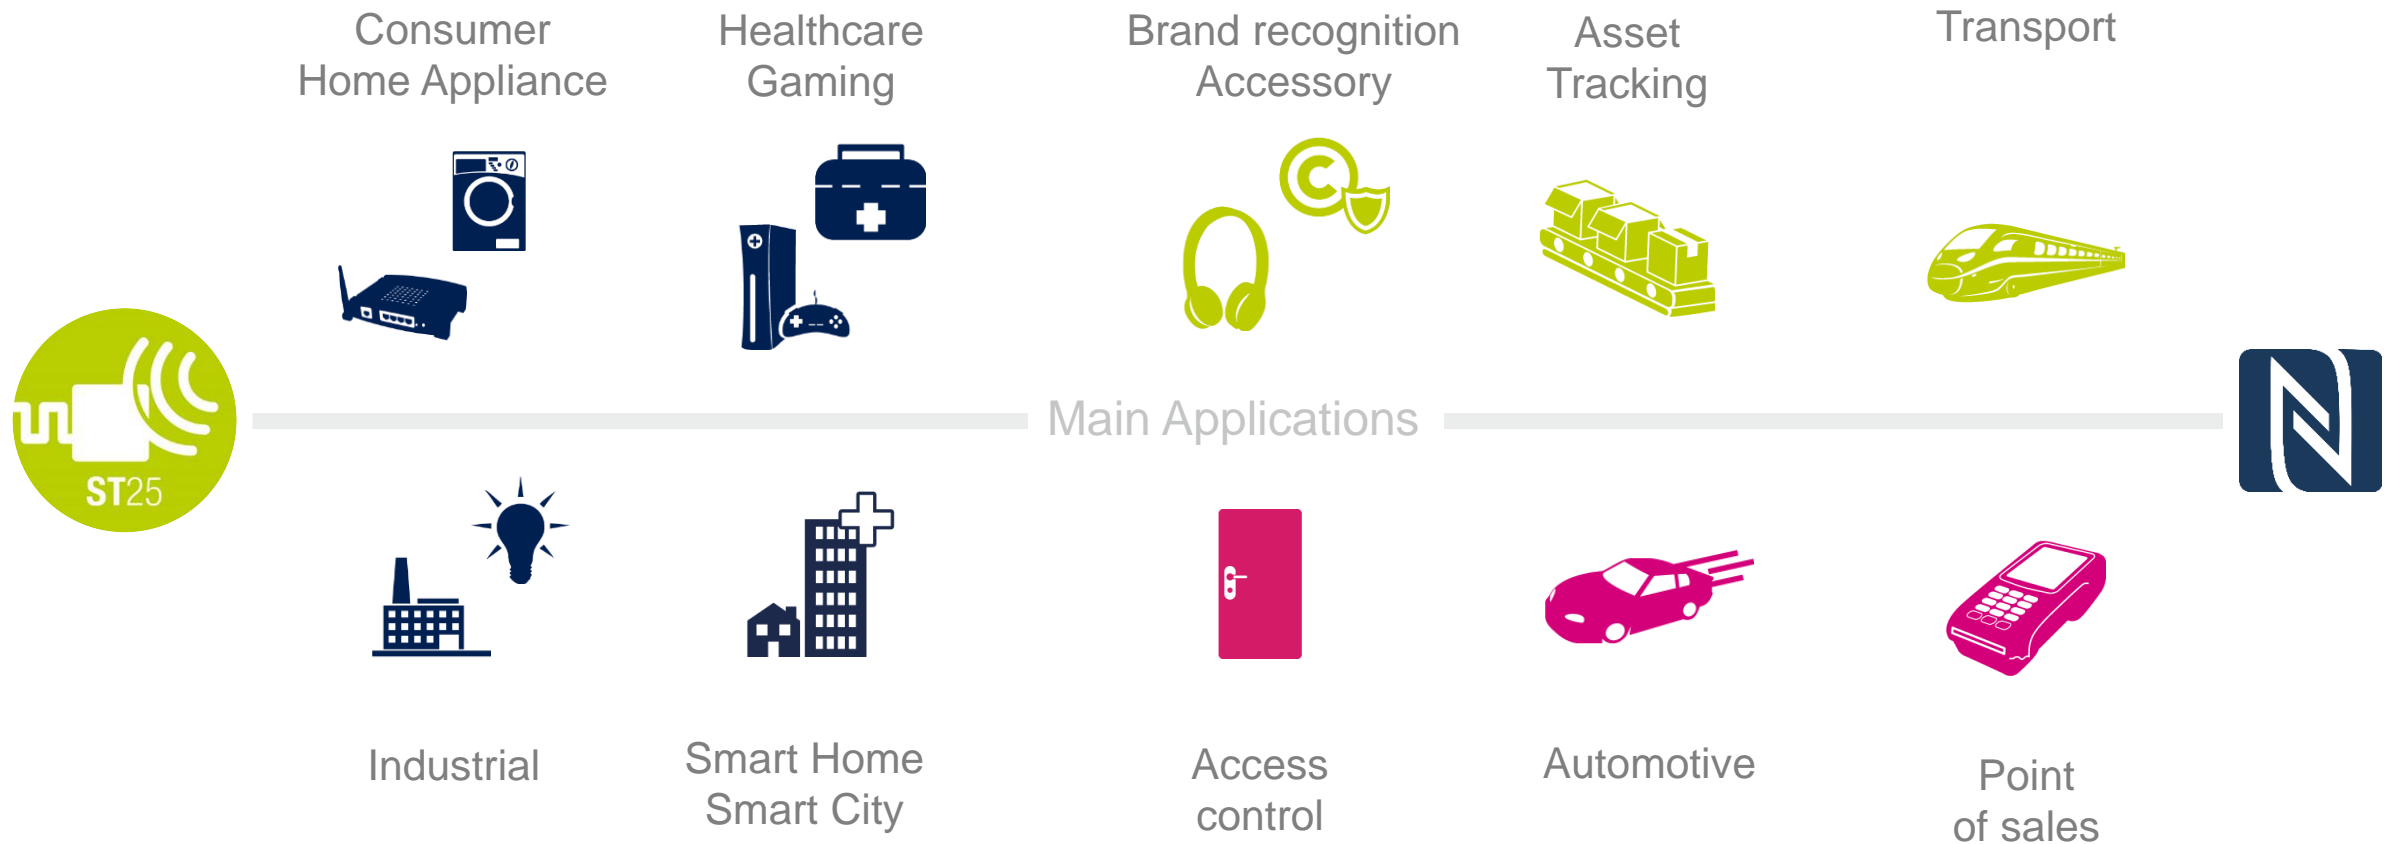 Consumer
Home Appliance
Healthcare
Gaming
Brand recognition
Accessory
Asset
Tracking
Transport
Main Applications
ST25
Industrial
Smart Home
Smart City
Access
control
Automotive
Point
of sales